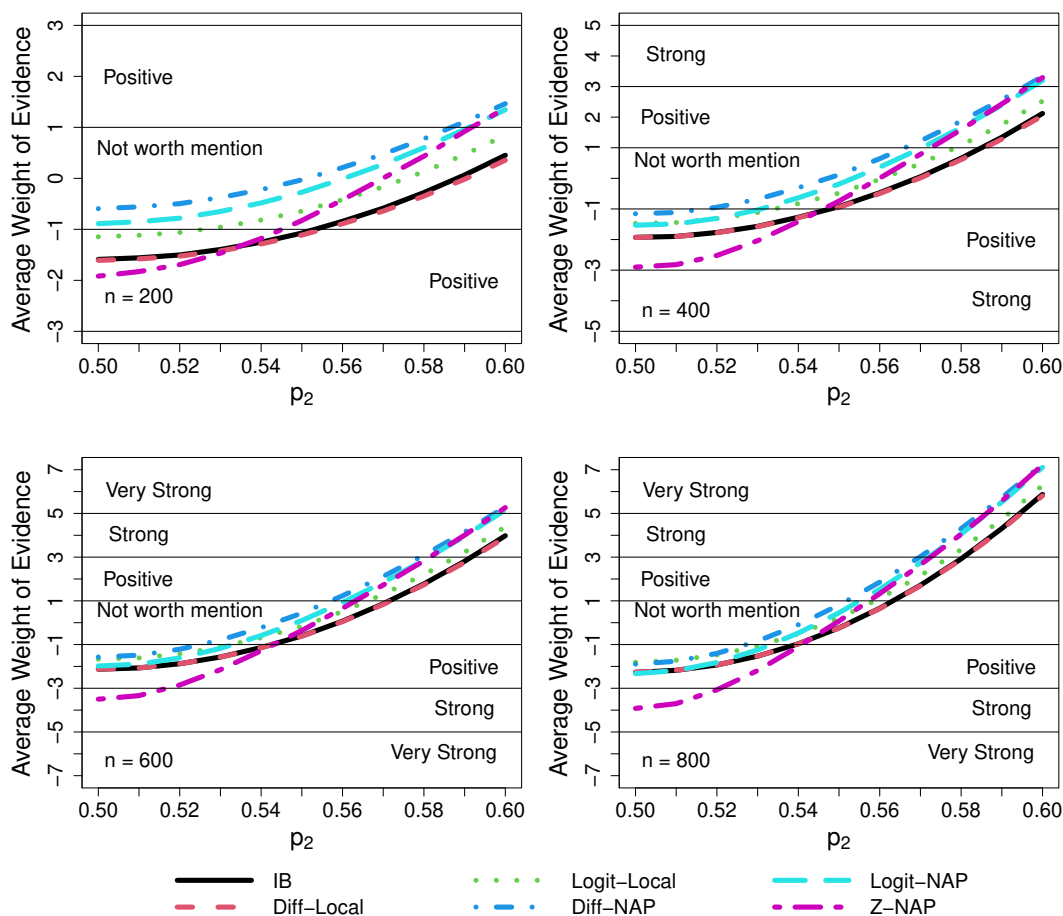 Average Weight of Evidence
3
2
1
0
−1
−2
−3
Positive
Not worth mention
Positive
n = 200
0.50 0.52 0.54 0.56 0.58 0.60
p2
Average Weight of Evidence
5
3
2
1
−1
−3
−5
Strong
Positive
Not worth mention
Positive
Strong
n = 400
0.50 0.52 0.54 0.56 0.58 0.60
p2
Average Weight of Evidence
7
5
3
1
−1
−3
−5
−7
Very Strong
Strong
Positive
Not worth mention
Positive
Strong
Very Strong
n = 600
0.50 0.52 0.54 0.56 0.58 0.60
p2
Average Weight of Evidence
7
5
3
1
−1
−3
−5
−7
Very Strong
Strong
Positive
Not worth mention
Positive
Strong
Very Strong
n = 800
0.50 0.52 0.54 0.56 0.58 0.60
p2
IB Logit−Local Logit−NAP
Diff−Local Diff−NAP Z−NAP